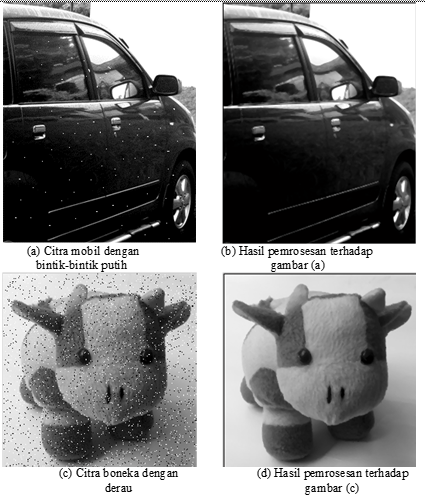 (a) Citra mobil dengan
bintik-bintik putih
(b) Hasil pemrosesan terhadap
gambar (a)
(c) Citra boneka dengan
derau
(d) Hasil pemrosesan terhadap
gambar (c)